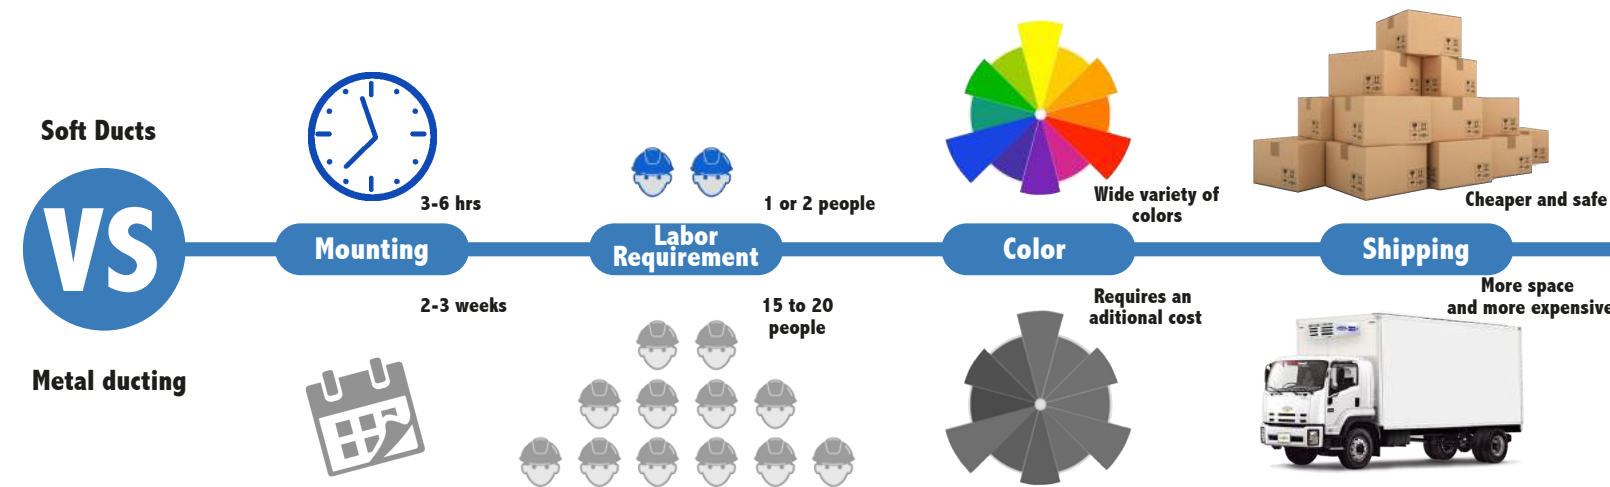 Soft Ducts
VS
Metal ducting
3-6 hrs
Mounting
2-3 weeks
1 or 2 people
Labor
Requirement
15 to 20
people
Wide variety of
colors
Color
Requires an
aditional cost
Cheaper and safe
Shipping
More space
and more expensive